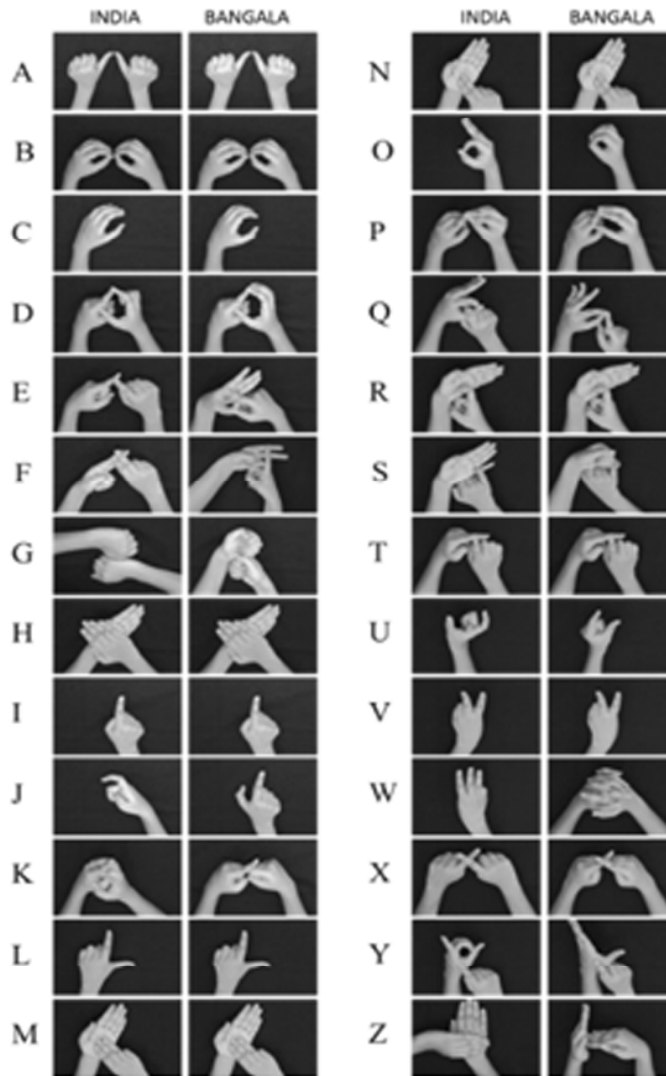 INDIA BANGALA INDIA BANGALA
A N
B O
C P
D Q
E R
F S
G T
H U
I V
J W
K X
L Y
M Z